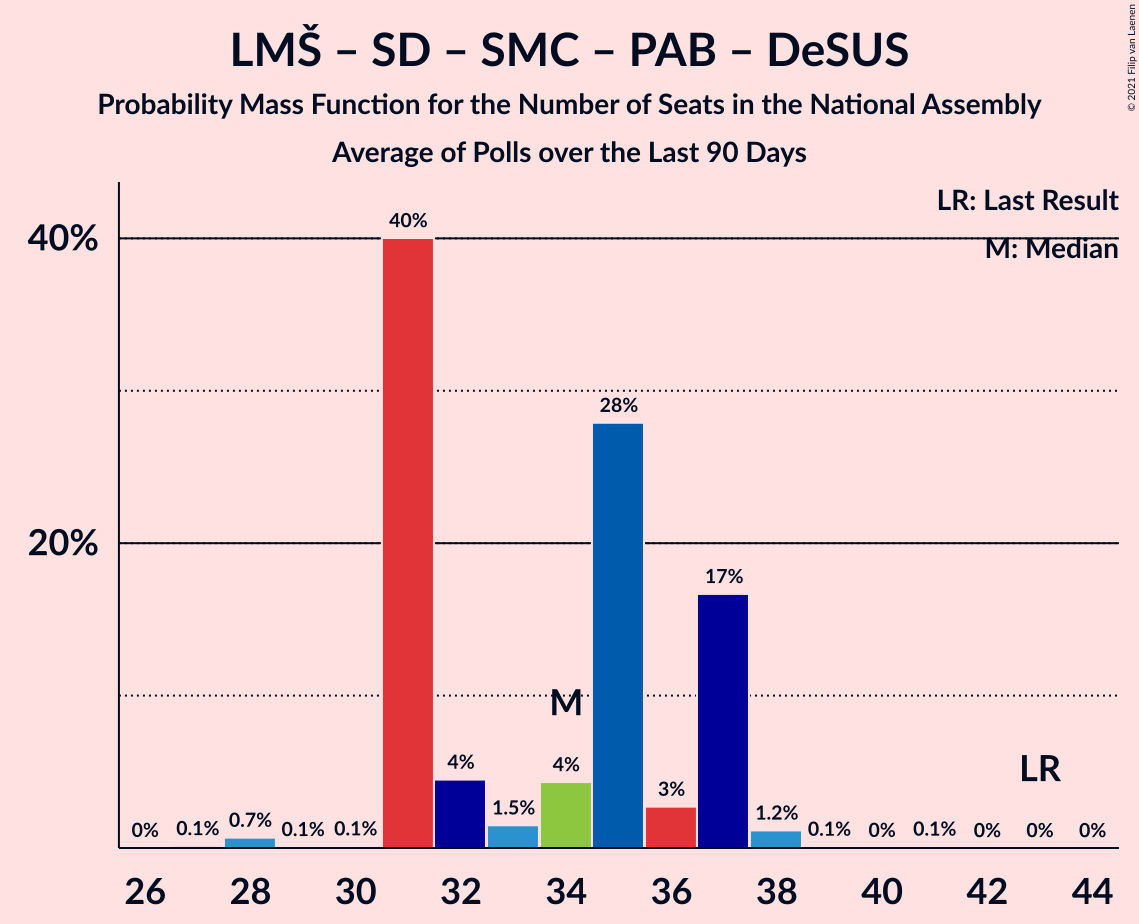 LMŠ – SD – SMC – PAB – DeSUS
Probability Mass Function for the Number of Seats in the National Assembly
Average of Polls over the Last 90 Days
© 2021 Filip van Laenen
LR: Last Result
M: Median
40%
20%
0%
0.1%
0.7%
0.1%
0.1%
40%
4%
1.5%
4%
28%
3%
17%
1.2%
0.1%
0%
0.1%
0%
0%
0%
M
LR
26 28 30 32 34 36 38 40 42 44